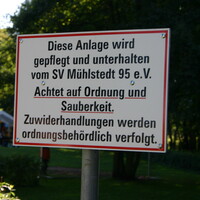 Diese Anlage wird
gepflegt und unterhalten
vom SV Mühlstedt 95 e.V.
Achtet auf Ordnung und
Sauberkeit,
Zuwiderhandlungen werden
ordnungsbehördlich verfolgt.